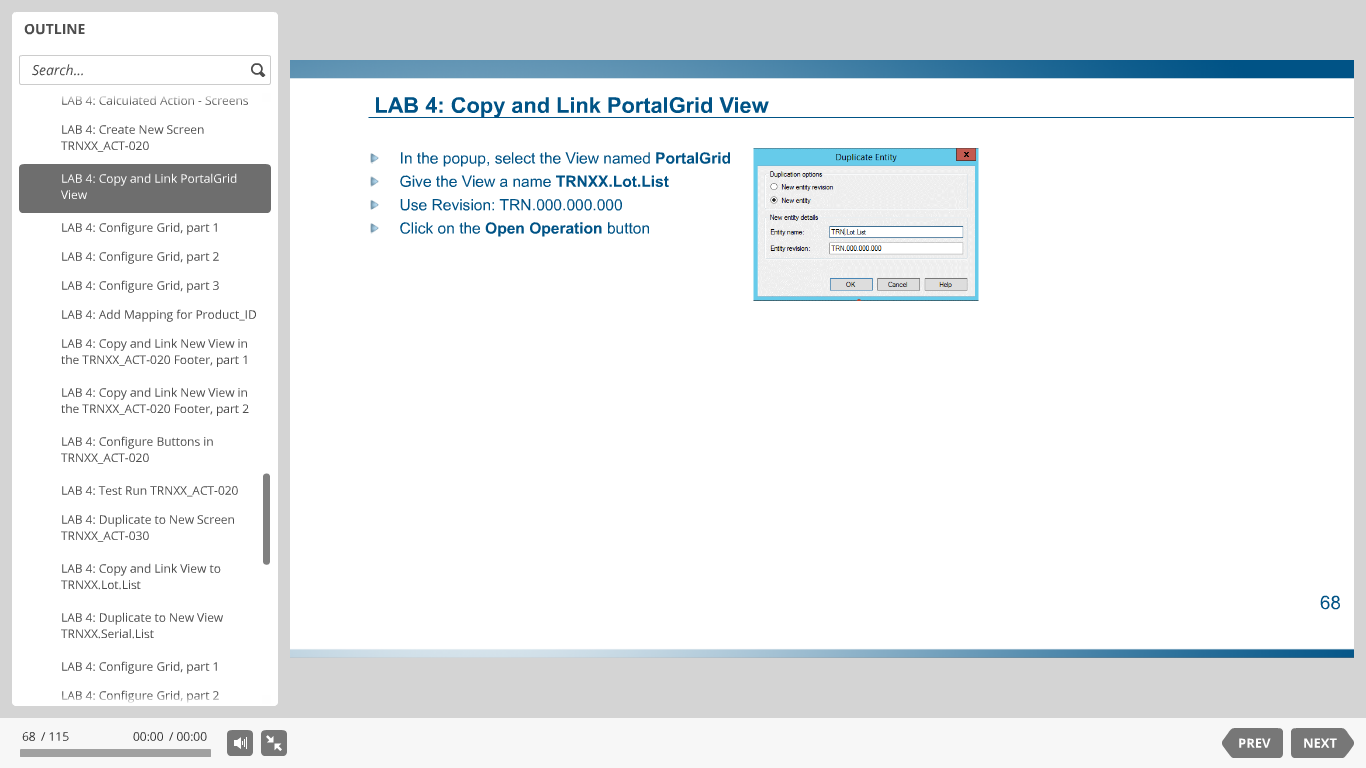 OUTLINE
Search...
LAB 4: Calculated Action - Screens
LAB 4: Create New Screen
TRNXX_ACT-020
LAB 4: Copy and Link PortalGrid
View
LAB 4: Configure Grid, part 1
LAB 4: Configure Grid, part 2
LAB 4: Configure Grid, part 3
LAB 4: Add Mapping for Product_ID
LAB 4: Copy and Link New View in
the TRNXX_ACT-020 Footer, part 1
LAB 4: Copy and Link New View in
the TRNXX_ACT-020 Footer, part 2
LAB 4: Configure Buttons in
TRNXX_ACT-020
LAB 4: Test Run TRNXX_ACT-020
LAB 4: Duplicate to New Screen
TRNXX_ACT-030
LAB 4: Copy and Link View to
TRNXX.Lot.List
LAB 4: Duplicate to New View
TRNXX.Serial.List
LAB 4: Configure Grid, part 1
LAB 4: Configure Grid, part 2
LAB 4: Copy and Link PortalGrid View
In the popup, select the View named PortalGrid
Give the View a name TRNXX.Lot.List
Use Revision: TRN.000.000.000
Click on the Open Operation button
Duplicate Entity
x
Duplication options
New entity revision
New entity
New entity details
Entity name: TRN.Lot.List
Entity revision: TRN.000.000.000
OK Cancel Help
68
68 / 115 00:00 / 00:00
PREV NEXT